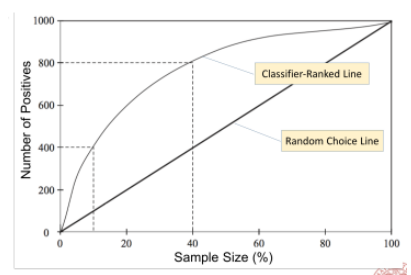 1000
800
600
400
200
0
Number of Positives
Classifier-Ranked Line
Random Choice Line
0 20 40 60 80 100
Sample Size (%)